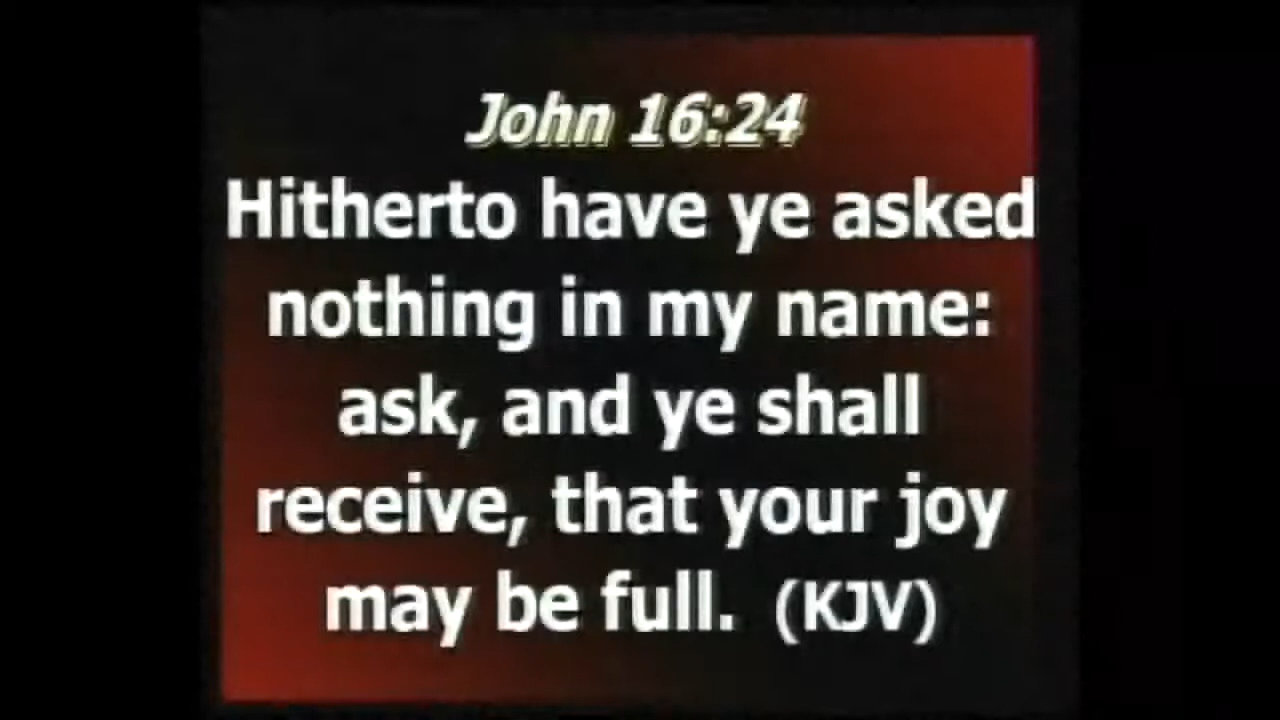 John 16:24
Hitherto have ye asked
nothing in my name:
ask, and ye shall
receive, that your joy
may be full. (KJV)